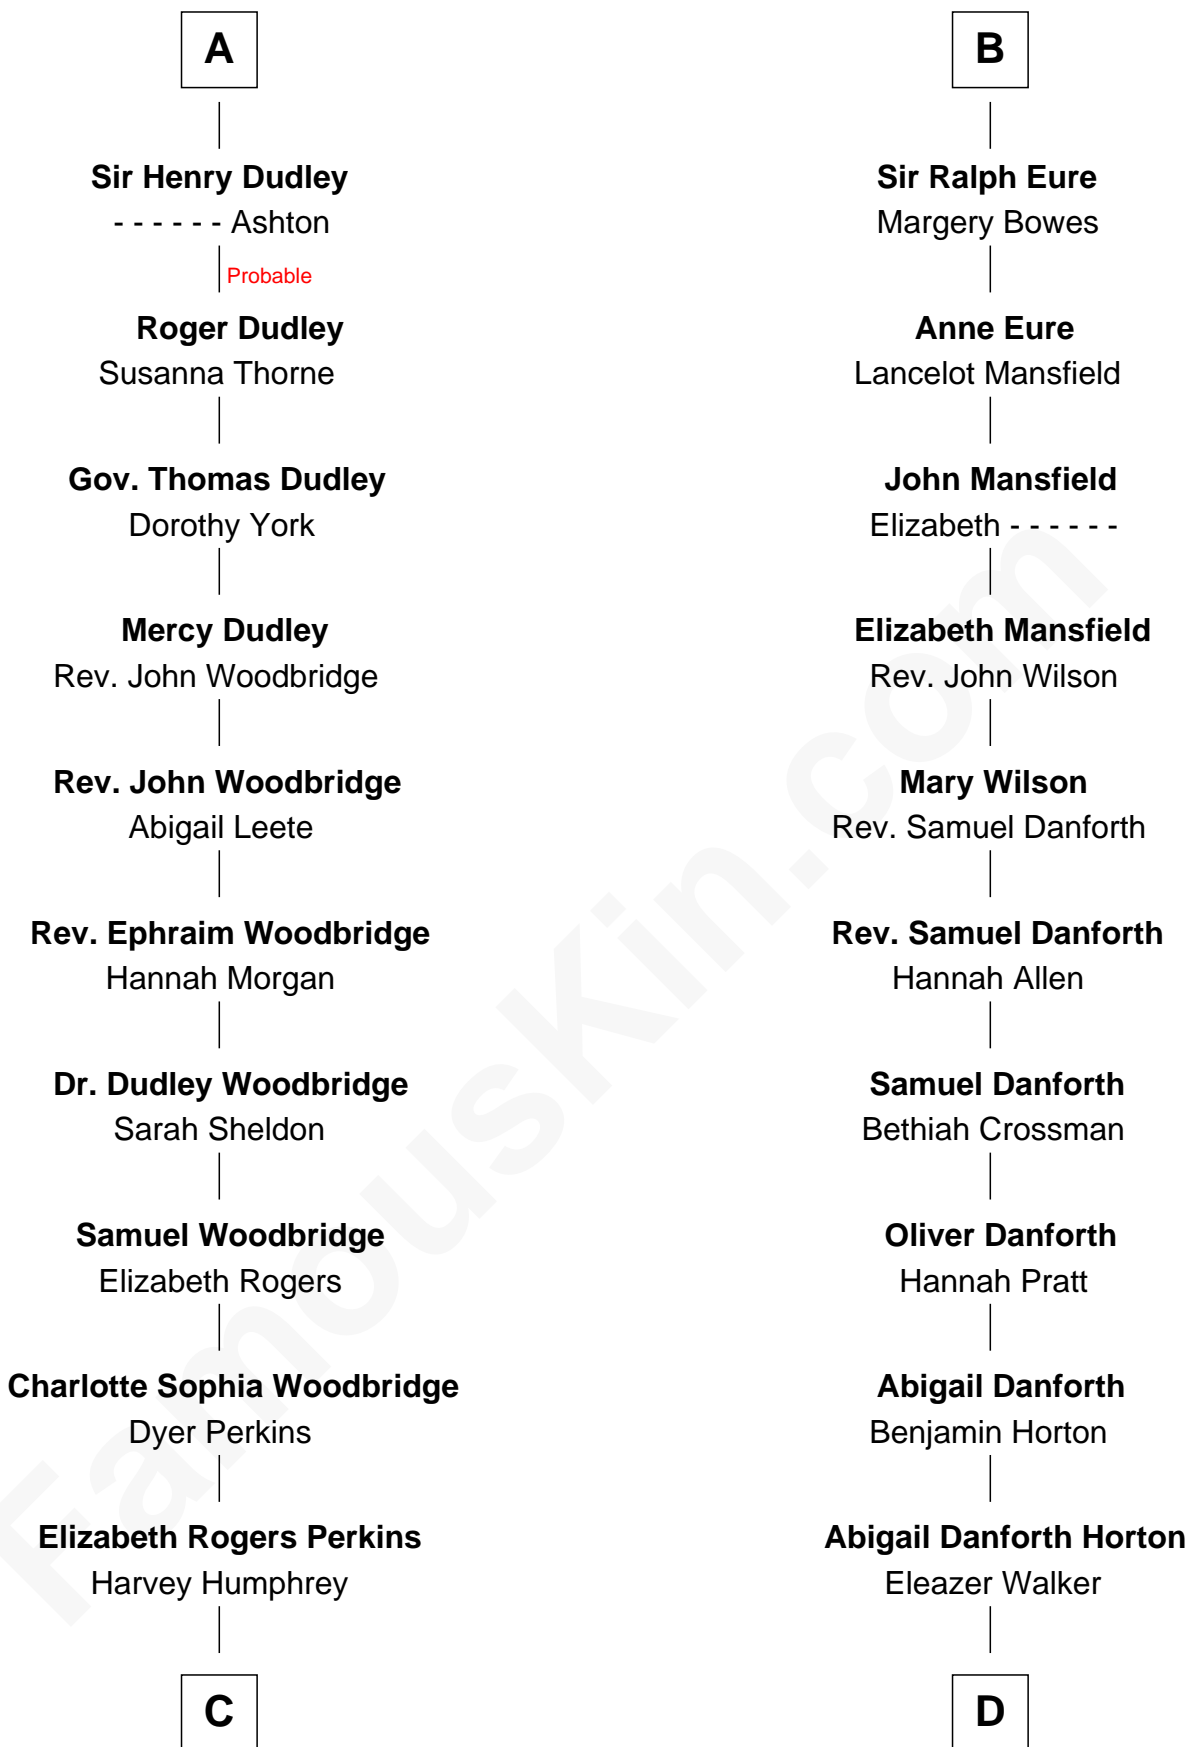 A
Sir Henry Dudley
- - - - - - Ashton
Probable
Roger Dudley
Susanna Thorne
Gov. Thomas Dudley
Dorothy York
Mercy Dudley
Rev. John Woodbridge
Rev. John Woodbridge
Abigail Leete
Rev. Ephraim Woodbridge
Hannah Morgan
Dr. Dudley Woodbridge
Sarah Sheldon
Samuel Woodbridge
Elizabeth Rogers
Charlotte Sophia Woodbridge
Dyer Perkins
Elizabeth Rogers Perkins
Harvey Humphrey
C
B
Sir Ralph Eure
Margery Bowes
Anne Eure
Lancelot Mansfield
John Mansfield
Elizabeth - - - - - -
Elizabeth Mansfield
Rev. John Wilson
Mary Wilson
Rev. Samuel Danforth
Rev. Samuel Danforth
Hannah Allen
Samuel Danforth
Bethiah Crossman
Oliver Danforth
Hannah Pratt
Abigail Danforth
Benjamin Horton
Abigail Danforth Horton
Eleazer Walker
D
FamousKin.com